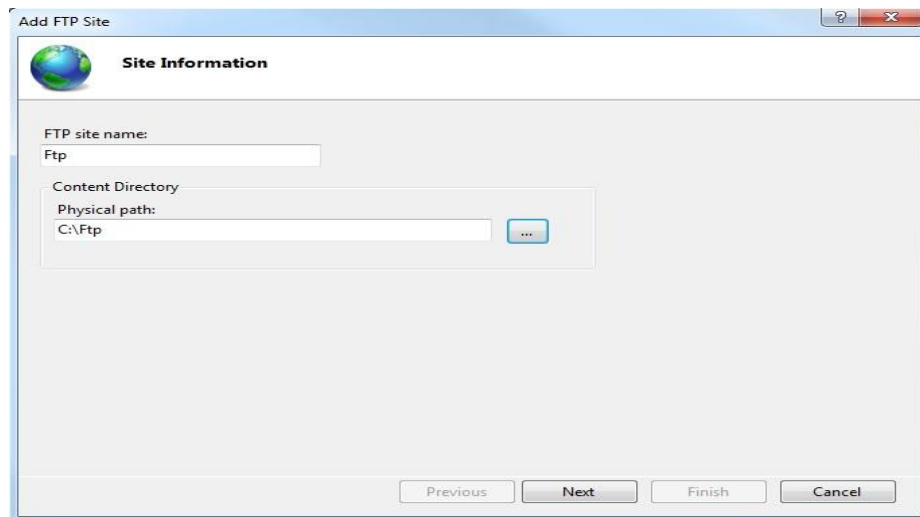 Add FTP Site
?
Site Information
FTP site name:
Ftp
Content Directory
Physical path:
C:\Ftp
...
Previous
Next
Finish
Cancel